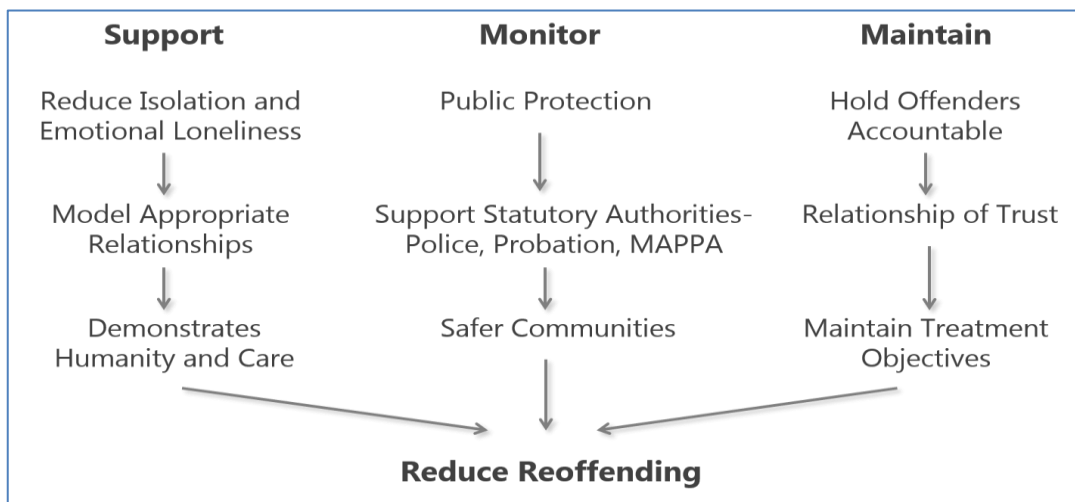 Support
Monitor
Maintain
Reduce Isolation and
Emotional Loneliness
Public Protection
Hold Offenders
Accountable
Model Appropriate
Relationships
Support Statutory Authorities-
Police, Probation, MAPPA
Relationship of Trust
Demonstrates
Humanity and Care
Safer Communities
Maintain Treatment
Objectives
Reduce Reoffending